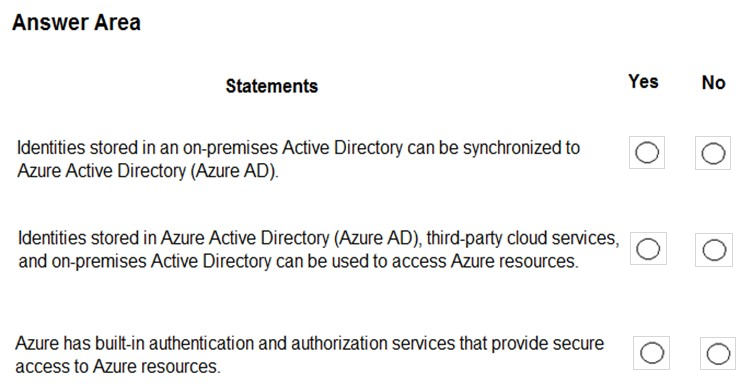 Answer Area
Statements Yes No
Identities stored in an on-premises Active Directory can be synchronized to
Azure Active Directory (Azure AD).
Identities stored in Azure Active Directory (Azure AD), third-party cloud services,
and on-premises Active Directory can be used to access Azure resources.
Azure has built-in authentication and authorization services that provide secure
access to Azure resources.